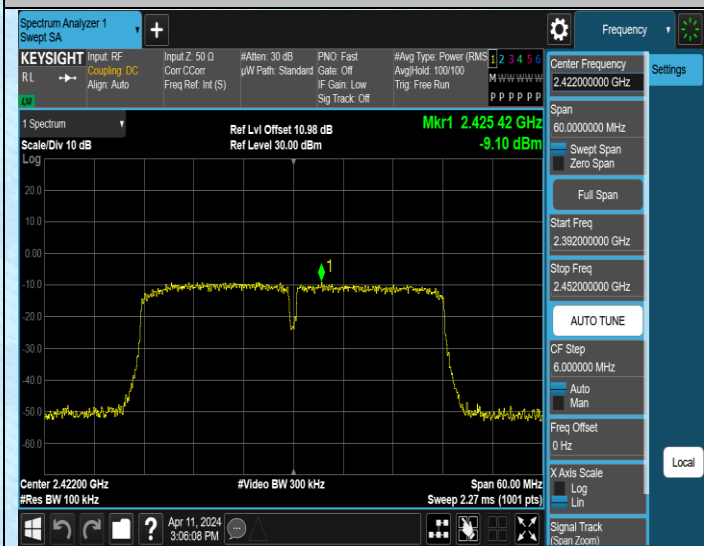 Spectrum Analyzer 1
Swept SA
Frequency
KEYSIGHT
RL
LXI
Input: RF
Coupling: DC
Align: Auto
Input Z: 50 Ω
Corr CCorr
Freq Ref: Int (S)
#Atten: 30 dB
µW Path: Standard
PNO: Fast
Gate: Off
IF Gain: Low
Sig Track: Off
#Avg Type: Power (RMS
Avg|Hold: 100/100
Trig: Free Run
1 2 3 4 5 6
M W W W W W
P P P P P P
1 Spectrum
Scale/Div 10 dB
Ref Lvl Offset 10.98 dB
Ref Level 30.00 dBm
Mkr1 2.425 42 GHz
-9.10 dBm
Log
20.0
10.0
0.00
-10.0
-20.0
-30.0
-40.0
-50.0
-60.0
1
Center 2.42200 GHz
#Res BW 100 kHz
#Video BW 300 kHz
Span 60.00 MHz
Sweep 2.27 ms (1001 pts)
Center Frequency
2.422000000 GHz
Settings
Span
60.0000000 MHz
Swept Span
Zero Span
Full Span
Start Freq
2.392000000 GHz
Stop Freq
2.452000000 GHz
AUTO TUNE
CF Step
6.000000 MHz
Auto
Man
Freq Offset
0 Hz
X Axis Scale
Log
Lin
Local
Signal Track
(Span Zoom)
?
Apr 11, 2024
3:06:08 PM